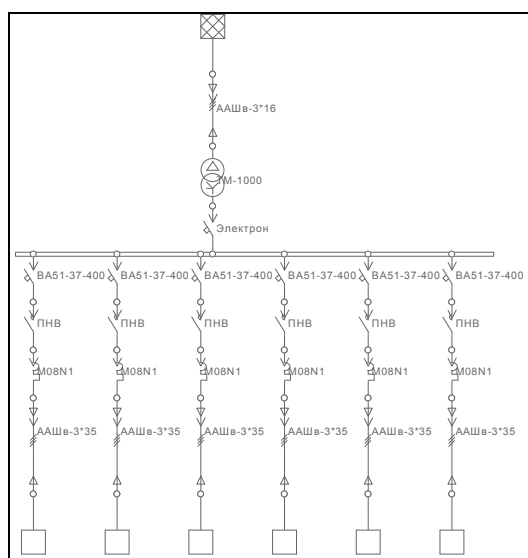 ААШв-3*16
ТМ-1000
Электрон
ВА51-37-400 ВА51-37-400 ВА51-37-400 ВА51-37-400 ВА51-37-400 ВА51-37-400
ПНВ ПНВ ПНВ ПНВ ПНВ ПНВ
М08N1 М08N1 М08N1 М08N1 М08N1 М08N1
ААШв-3*35 ААШв-3*35 ААШв-3*35 ААШв-3*35 ААШв-3*35 ААШв-3*35